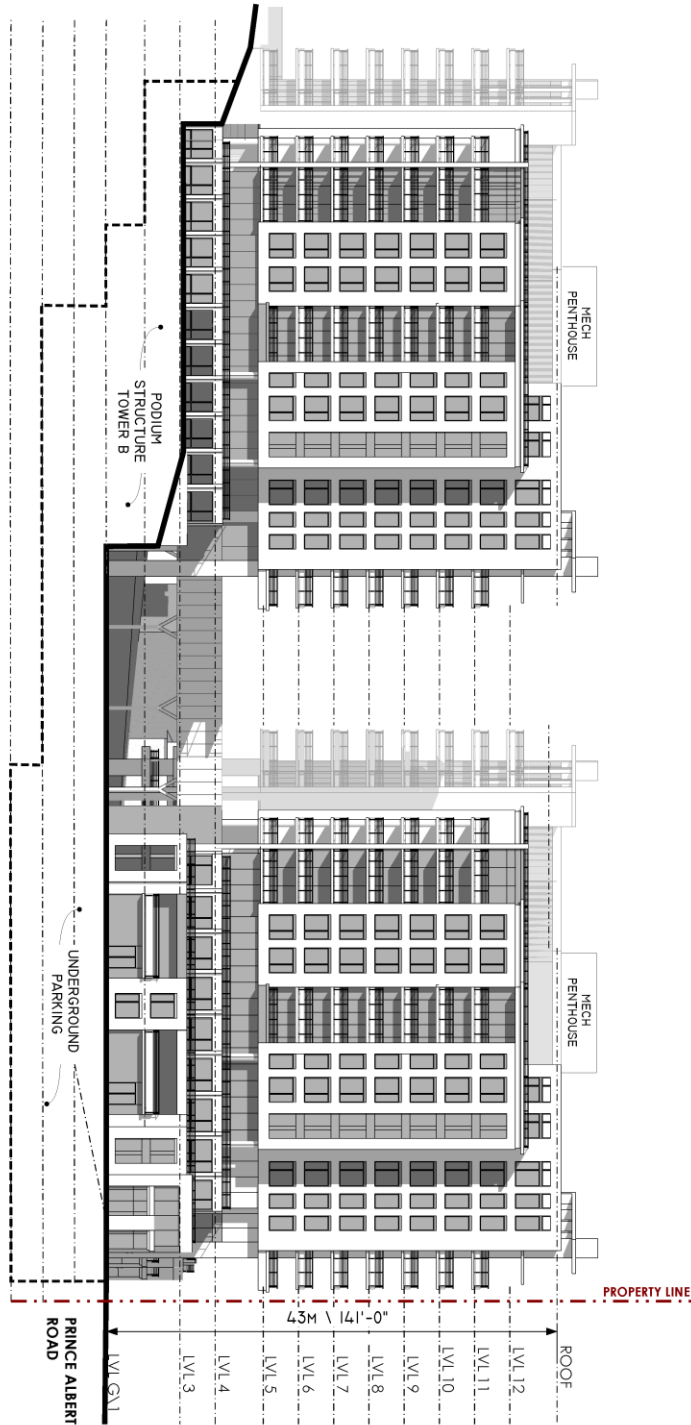 MECH
PENTHOUSE
PODIUM
STRUCTURE
TOWER B
MECH
PENTHOUSE
UNDERGROUND
PARKING
PROPERTY LINE
43M \ 141'-0"
ROOF
LVL 12
LVL 11
LVL 10
LVL 9
LVL 8
LVL 7
LVL 6
LVL 5
LVL 4
LVL 3
LVL G\1
PRINCE ALBERT
ROAD